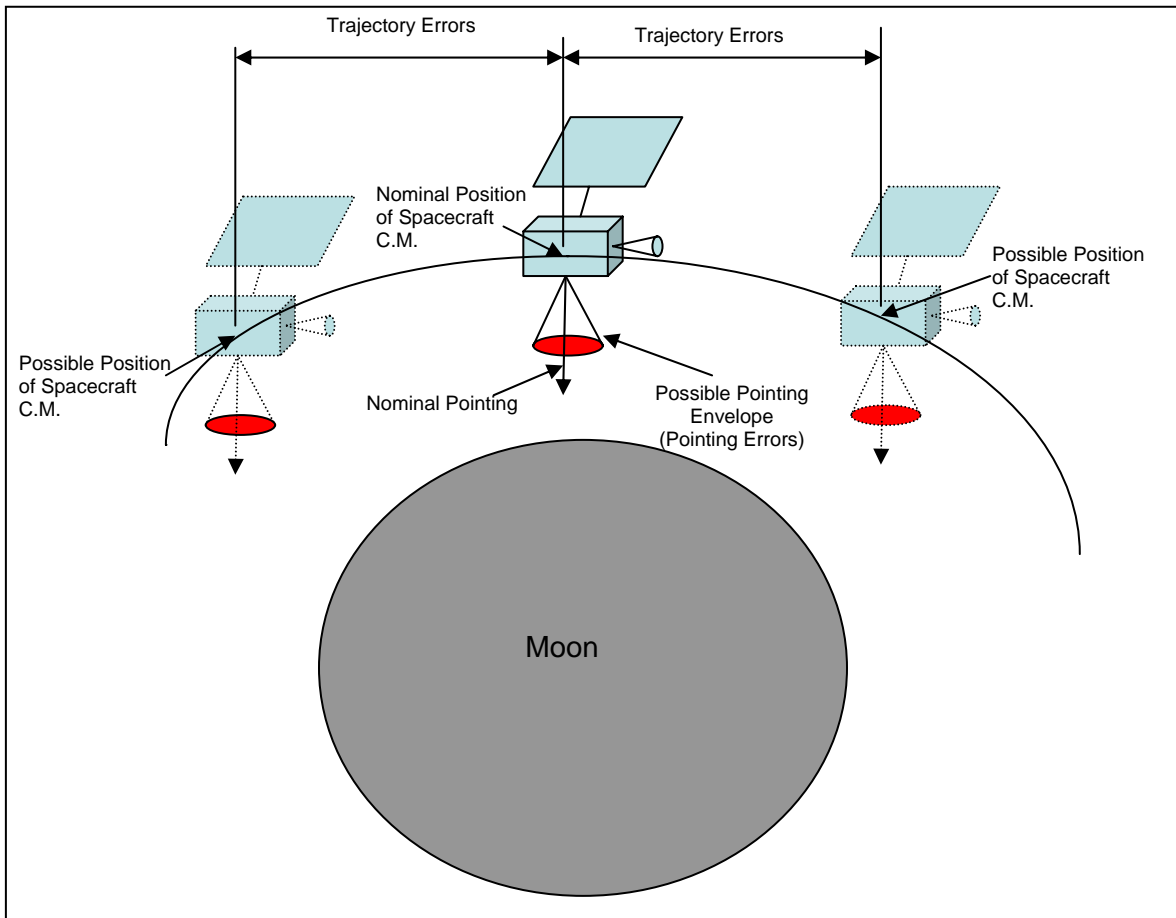 Trajectory Errors
Trajectory Errors
Nominal Position
of Spacecraft
C.M.
Possible Position
of Spacecraft
C.M.
Possible Position
of Spacecraft
C.M.
Nominal Pointing
Possible Pointing
Envelope
(Pointing Errors)
Moon